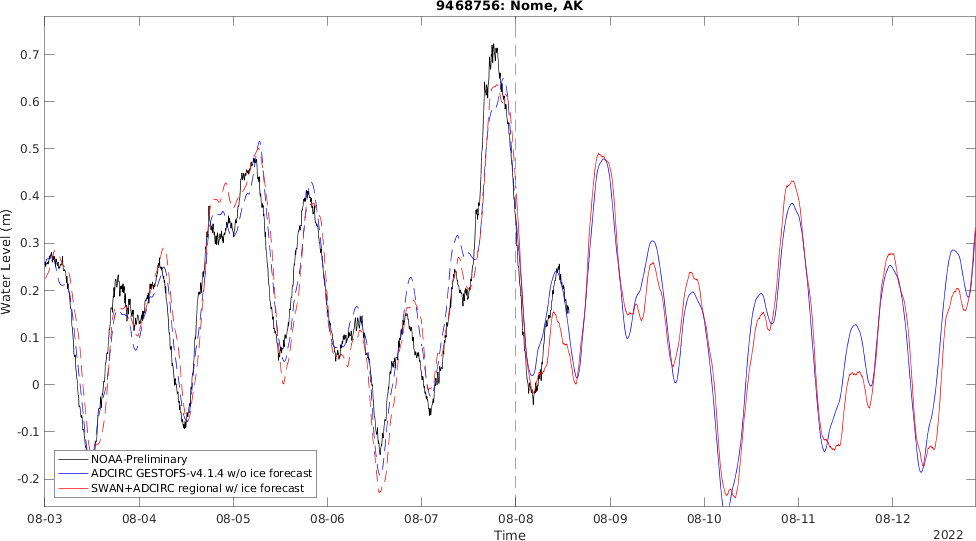 9468756: Nome, AK
0.7
0.6
0.5
0.4
0.3
0.2
0.1
0
-0.1
-0.2
Water Level (m)
NOAA-Preliminary
ADCIRC GESTOFS-v4.1.4 w/o ice forecast
SWAN+ADCIRC regional w/ ice forecast
08-03 08-04 08-05 08-06 08-07 08-08 08-09 08-10 08-11 08-12
Time
2022